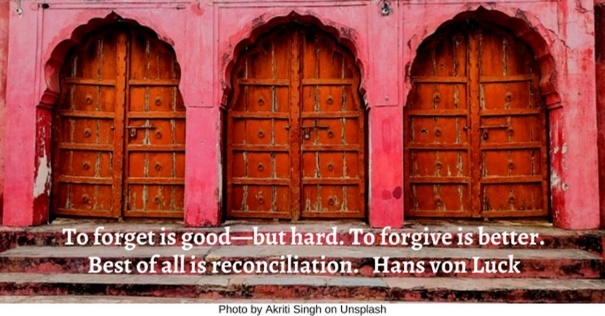 To forget is good—but hard. To forgive is better.
Best of all is reconciliation. Hans von Luck
Photo by Akriti Singh on Unsplash